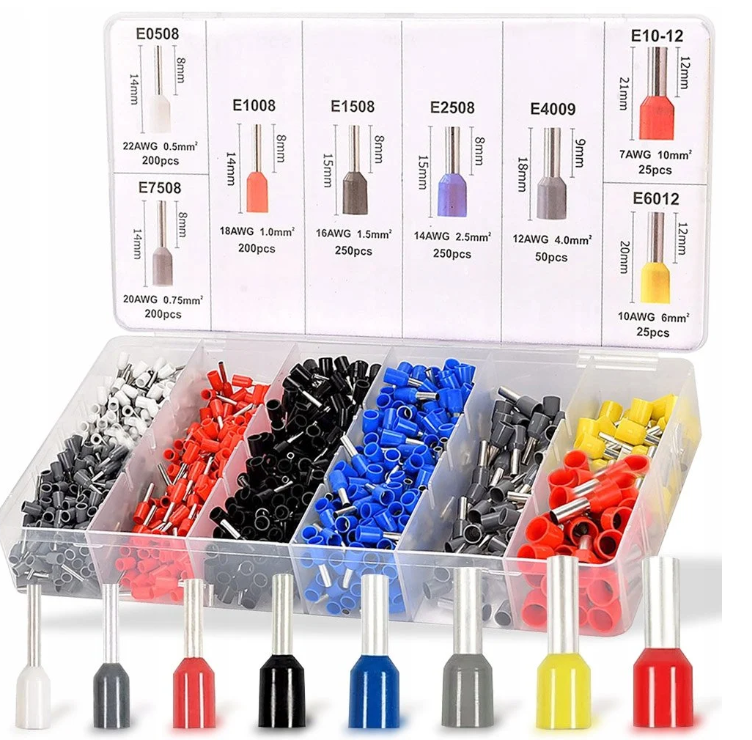 E0508
8mm
14mm
22AWG 0.5mm²
200pcs
E7508
8mm
14mm
20AWG 0.75mm²
200pcs
E1008
8mm
14mm
18AWG 1.0mm²
200pcs
E1508
8mm
15mm
16AWG 1.5mm²
250pcs
E2508
8mm
15mm
14AWG 2.5mm²
250pcs
E4009
9mm
18mm
12AWG 4.0mm²
50pcs
E10-12
12mm
21mm
7AWG 10mm²
25pcs
E6012
12mm
20mm
10AWG 6mm²
25pcs